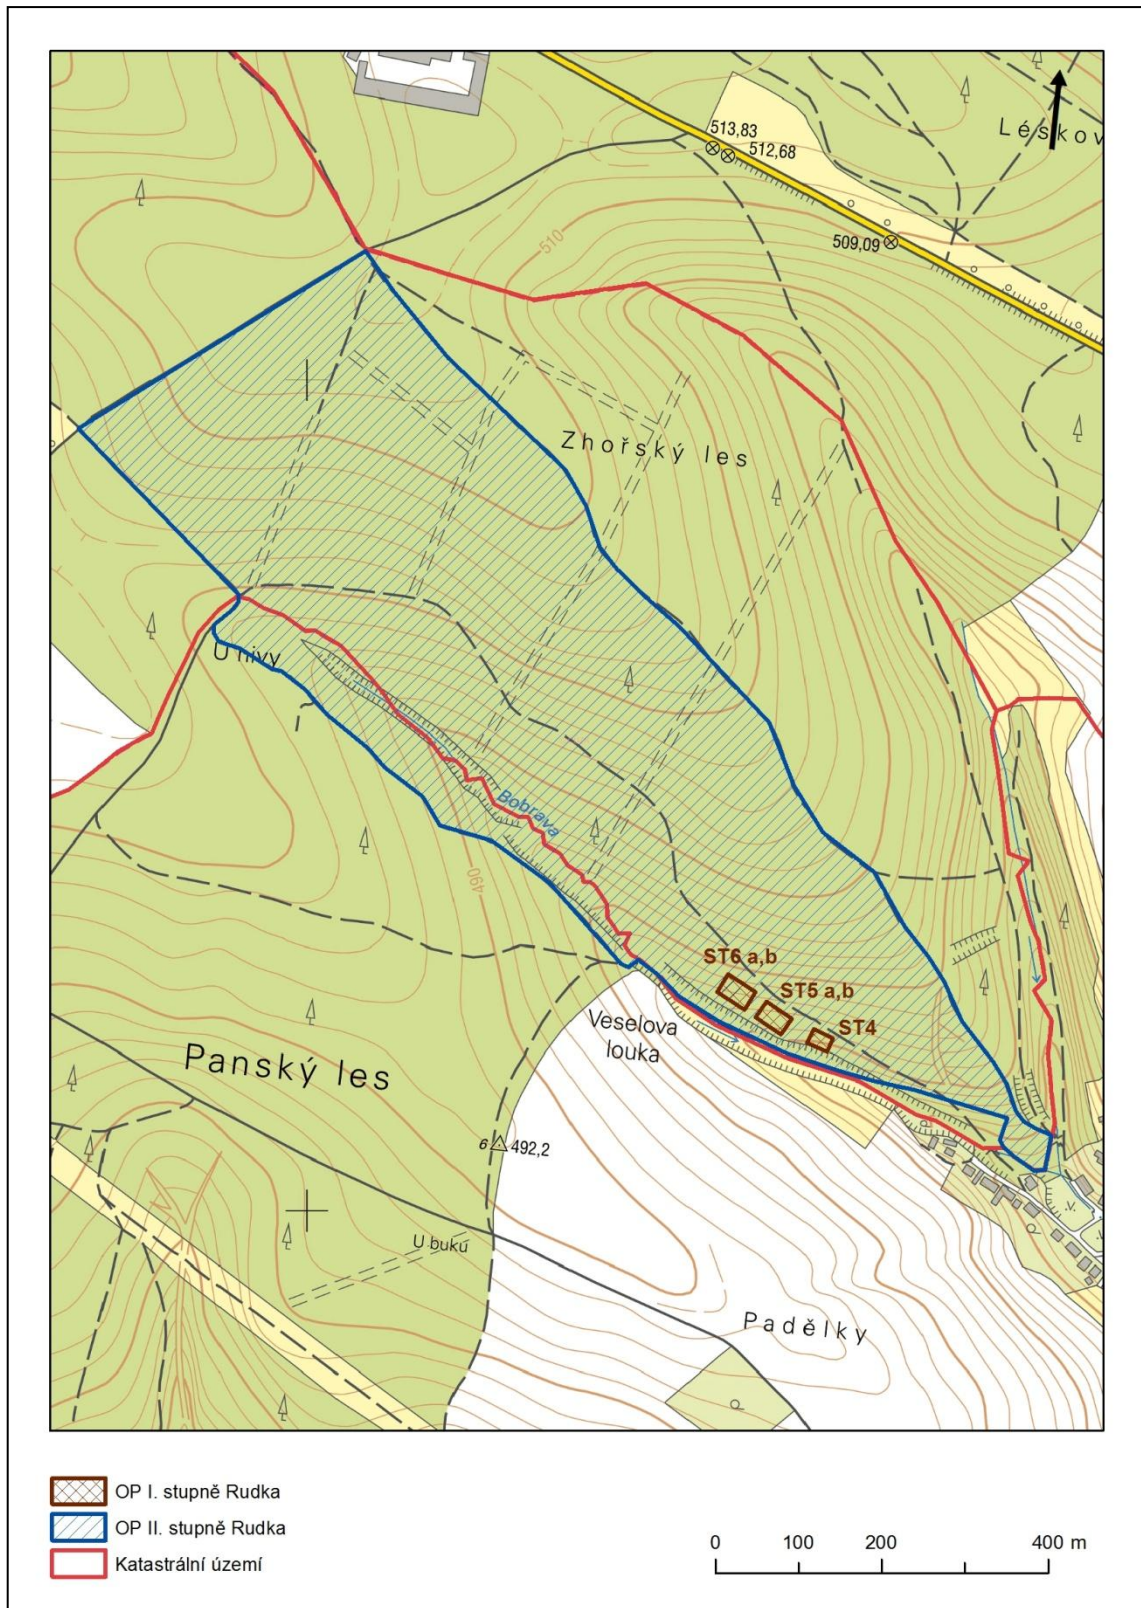 513,83
512,68
Léskov
509,09
510
Zhořský les
U nivy
Bobrava
490
ST6 a,b
ST5 a,b
ST4
Veselova
louka
Panský les
6 492,2
U buků
Padělky
OP I. stupně Rudka
OP II. stupně Rudka
Katastrální území
0 100 200 400 m